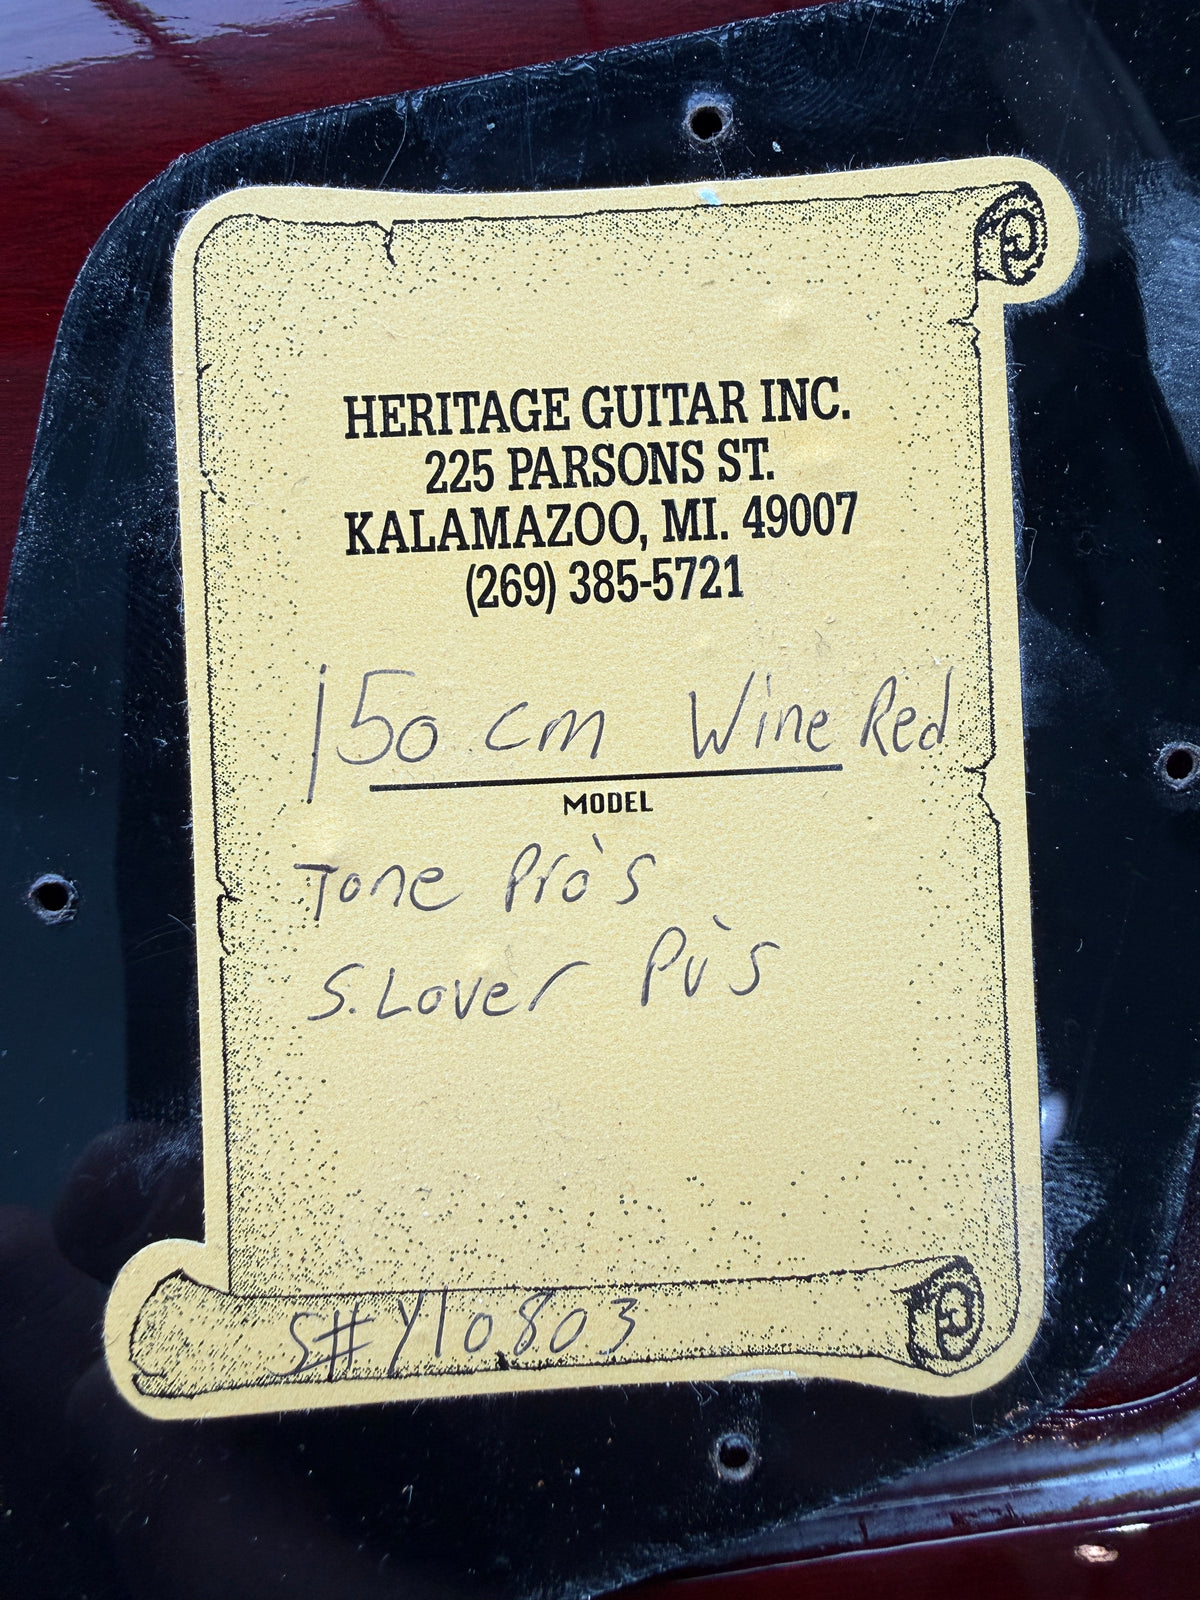 HERITAGE GUITAR INC.
225 PARSONS ST.
KALAMAZOO, MI. 49007
(269) 385-5721
150 cm Wine Red
MODEL
Tone Pro's
S. Lover PU's
S# Y10803